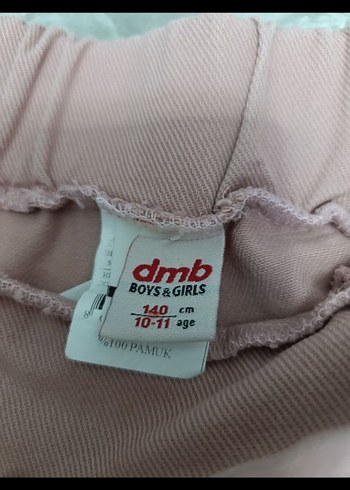 dmb
BOYS & GIRLS
140 cm
10-11 age
%100 PAMUK